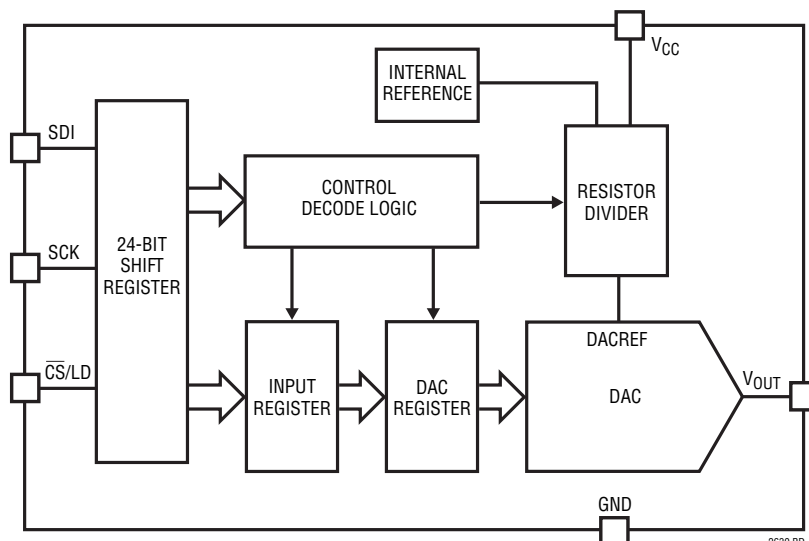 VCC
INTERNAL
REFERENCE
SDI
CONTROL
DECODE LOGIC
RESISTOR
DIVIDER
SCK
24-BIT
SHIFT
REGISTER
CS/LD
INPUT
REGISTER
DAC
REGISTER
DACREF
DAC
VOUT
GND